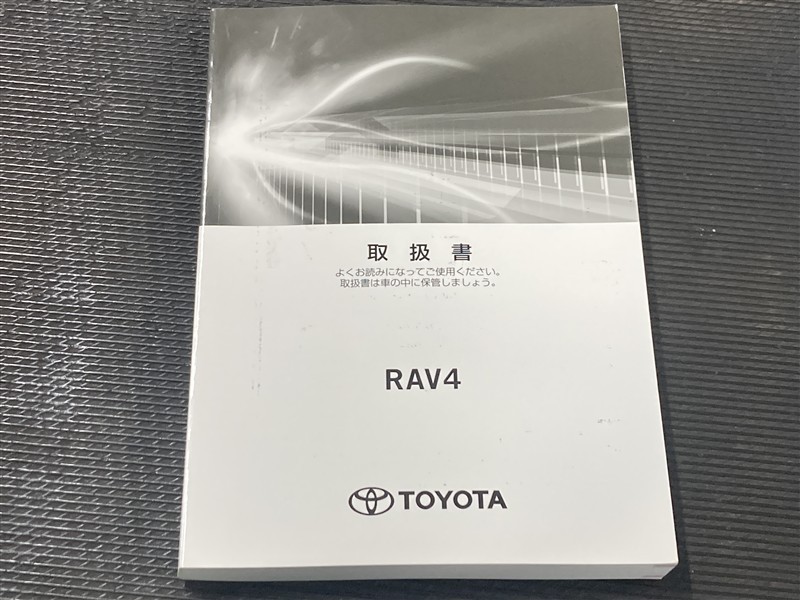 取扱書
よくお読みになってご使用ください。
取扱書は車の中に保管しましょう。
RAV4
TOYOTA